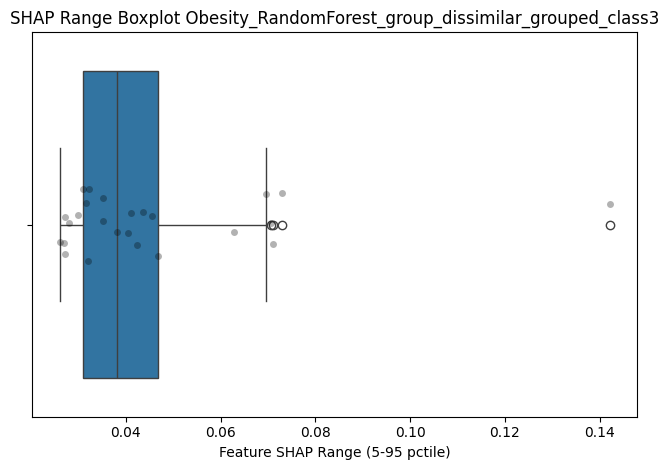 SHAP Range Boxplot Obesity_RandomForest_group_dissimilar_grouped_class3
0.04 0.06 0.08 0.10 0.12 0.14
Feature SHAP Range (5-95 pctile)